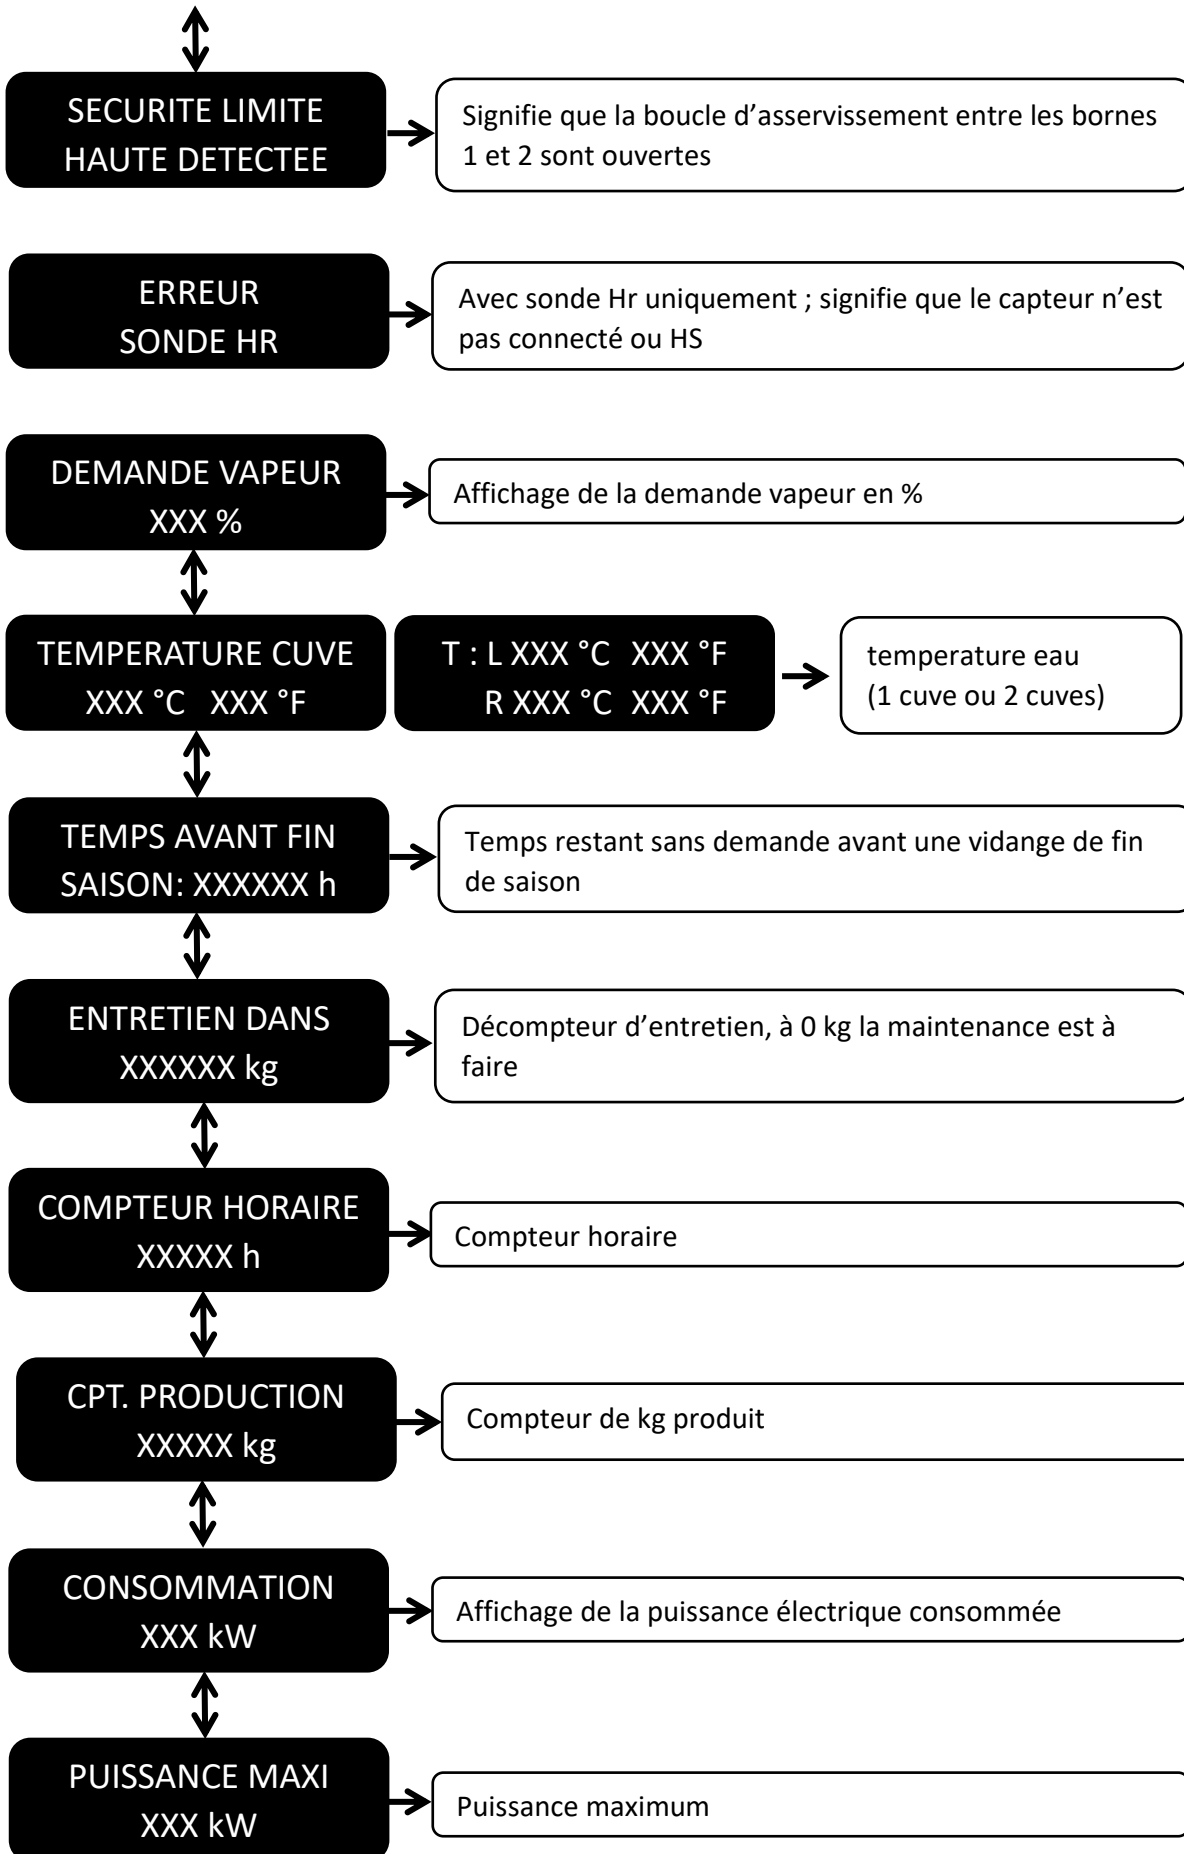 SECURITE LIMITE
HAUTE DETECTEE
Signifie que la boucle d’asservissement entre les bornes
1 et 2 sont ouvertes
ERREUR
SONDE HR
Avec sonde Hr uniquement ; signifie que le capteur n’est
pas connecté ou HS
DEMANDE VAPEUR
XXX %
Affichage de la demande vapeur en %
TEMPERATURE CUVE
XXX °C XXX °F
T : L XXX °C XXX °F
R XXX °C XXX °F
temperature eau
(1 cuve ou 2 cuves)
TEMPS AVANT FIN
SAISON: XXXXXX h
Temps restant sans demande avant une vidange de fin
de saison
ENTRETIEN DANS
XXXXXX kg
Décompteur d’entretien, à 0 kg la maintenance est à
faire
COMPTEUR HORAIRE
XXXXX h
Compteur horaire
CPT. PRODUCTION
XXXXX kg
Compteur de kg produit
CONSOMMATION
XXX kW
Affichage de la puissance électrique consommée
PUISSANCE MAXI
XXX kW
Puissance maximum